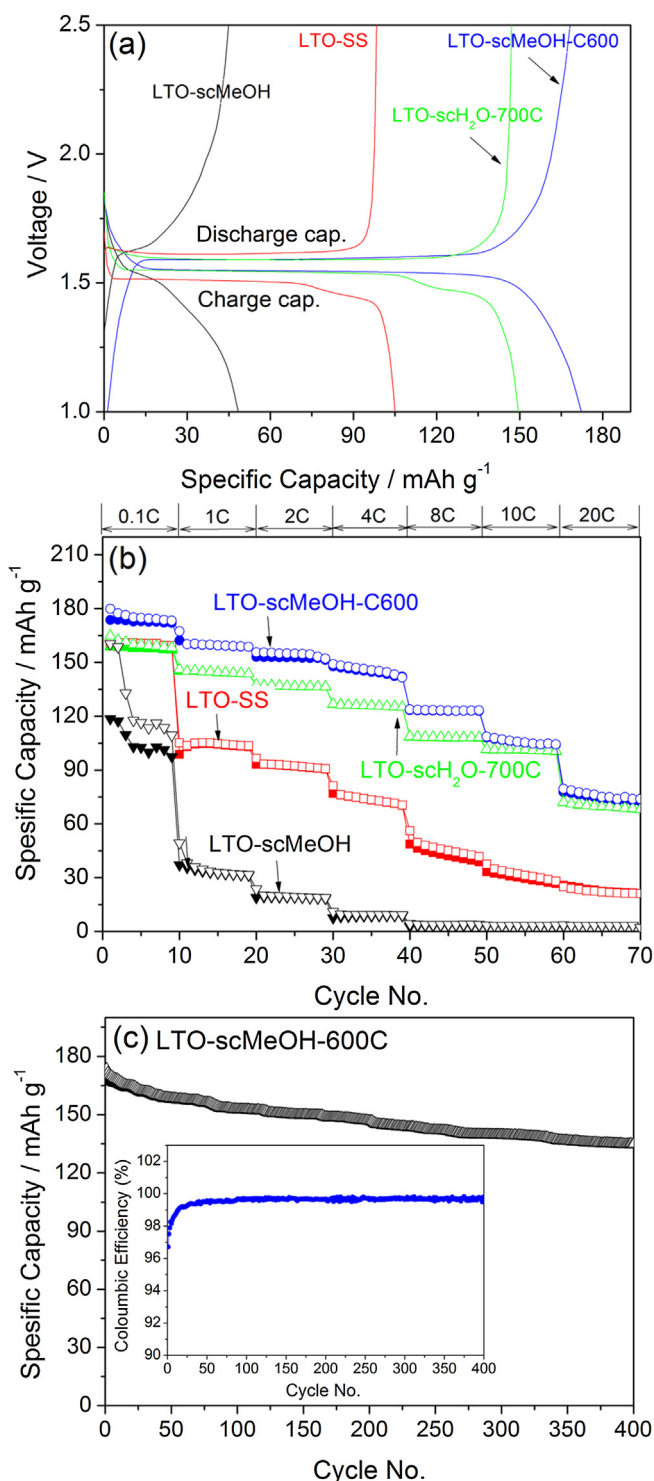 (a)
LTO-SS
LTO-scMeOH-C600
LTO-scMeOH
LTO-scH₂O-700C
Discharge cap.
Charge cap.
Voltage / V
2.5
2.0
1.5
1.0
0 30 60 90 120 150 180
Specific Capacity / mAh g⁻¹
0.1C 1C 2C 4C 8C 10C 20C
(b)
LTO-scMeOH-C600
LTO-SS
LTO-scH₂O-700C
LTO-scMeOH
Spesific Capacity / mAh g⁻¹
210
180
150
120
90
60
30
0
0 10 20 30 40 50 60 70
Cycle No.
(c) LTO-scMeOH-600C
Spesific Capacity / mAh g⁻¹
180
150
120
90
60
30
0
Coloumbic Efficiency (%)
102
100
98
96
94
92
90
0 50 100 150 200 250 300 350 400
Cycle No.
0 50 100 150 200 250 300 350 400
Cycle No.